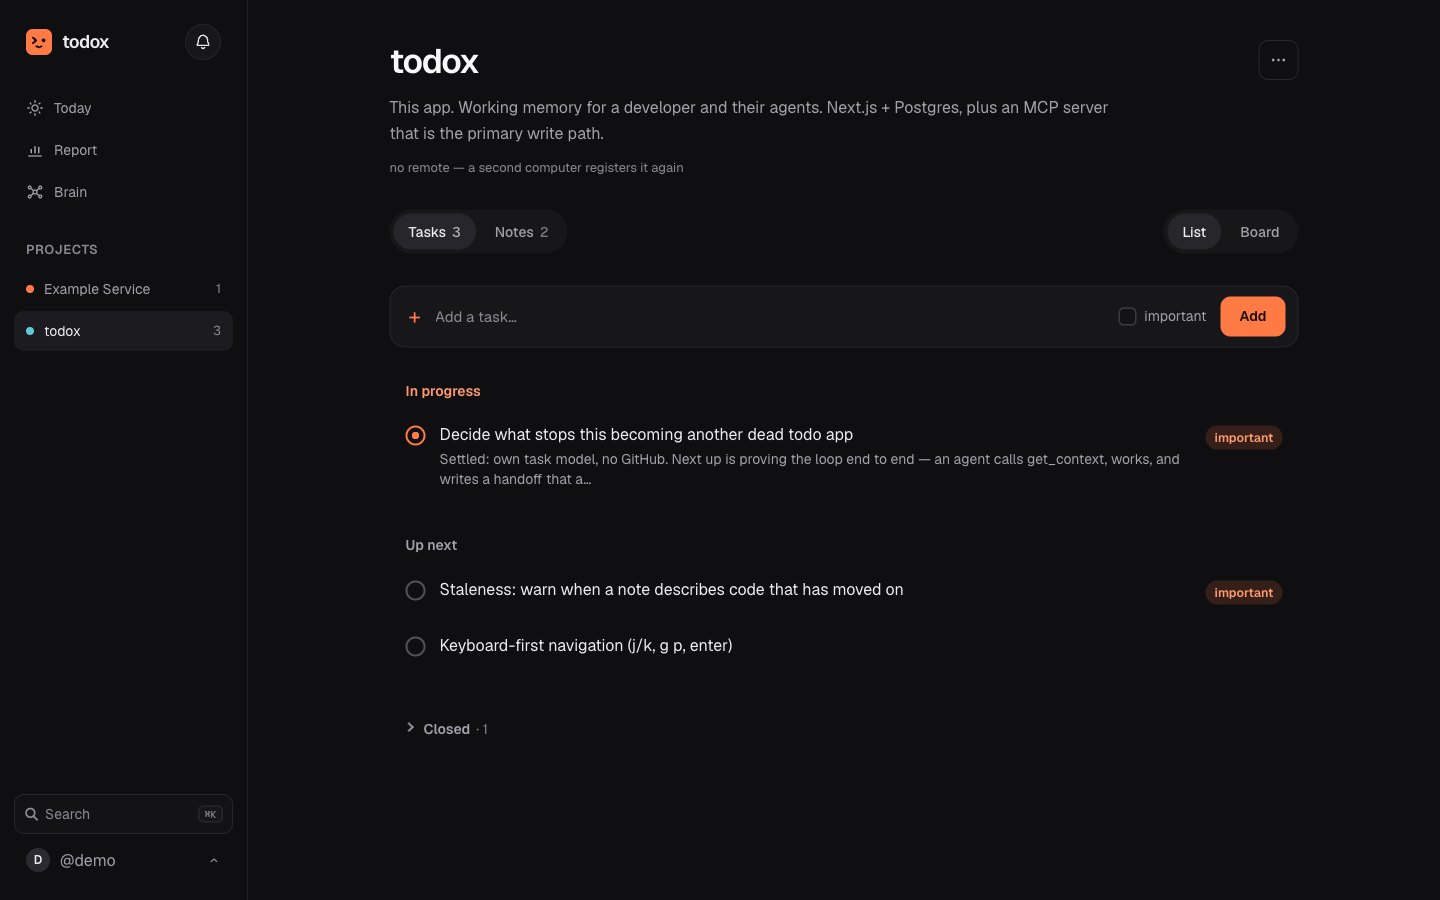 todox
Today
Report
Brain
PROJECTS
Example Service 1
todox 3
Search ⌘K
D @demo
todox
This app. Working memory for a developer and their agents. Next.js + Postgres, plus an MCP server
that is the primary write path.
no remote — a second computer registers it again
Tasks 3 Notes 2
List Board
+ Add a task... important Add
In progress
Decide what stops this becoming another dead todo app important
Settled: own task model, no GitHub. Next up is proving the loop end to end — an agent calls get_context, works, and
writes a handoff that a...
Up next
Staleness: warn when a note describes code that has moved on important
Keyboard-first navigation (j/k, g p, enter)
Closed · 1